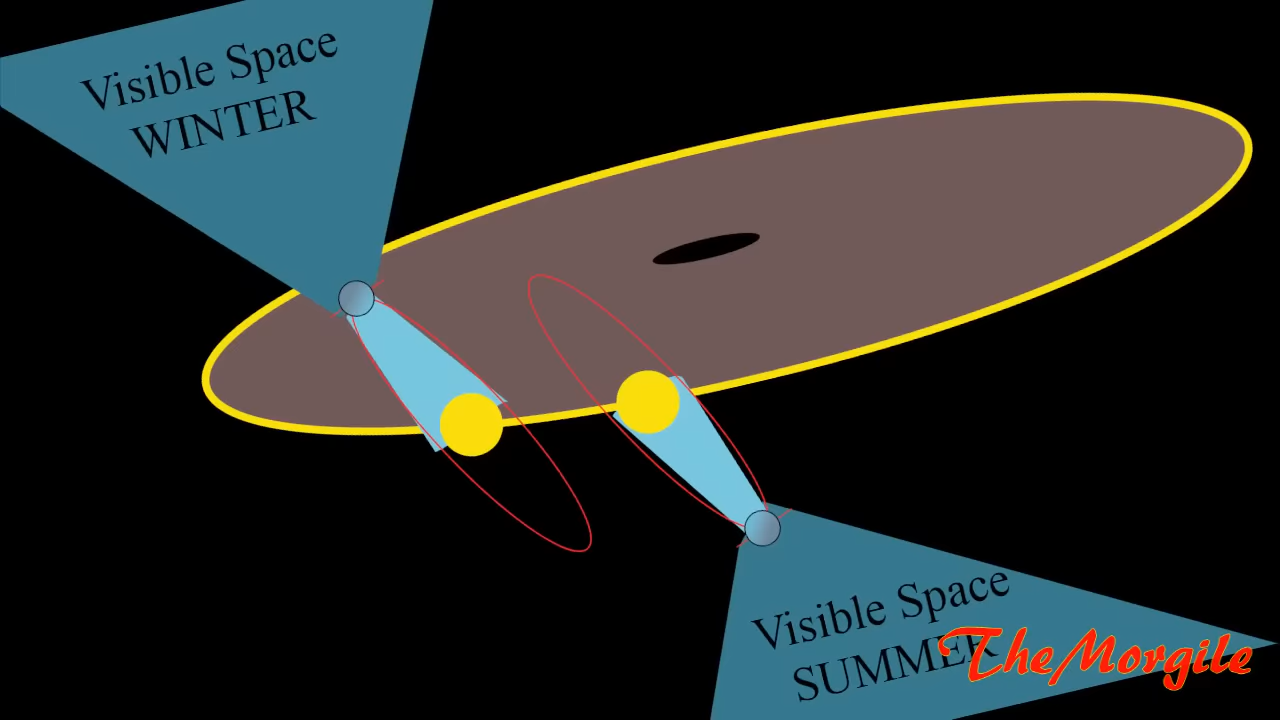 Visible Space
WINTER
Visible Space
SUMMER
TheMorgile